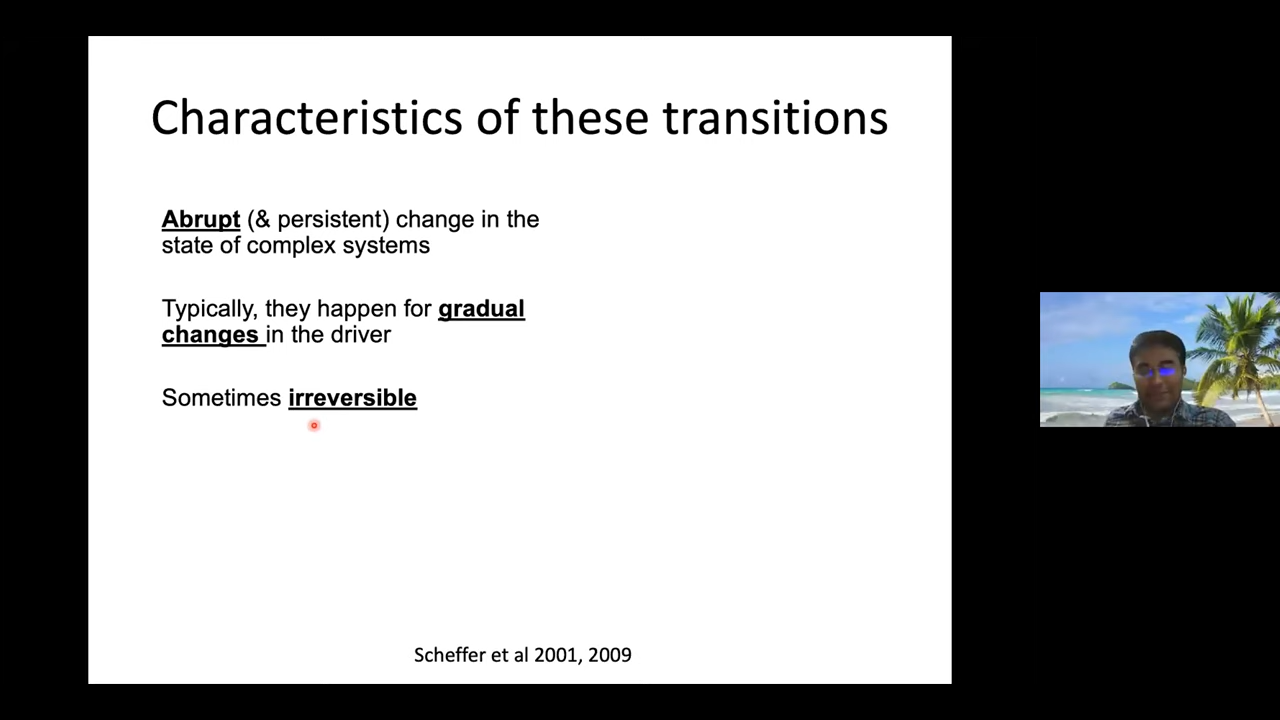 Characteristics of these transitions
Abrupt (& persistent) change in the
state of complex systems
Typically, they happen for gradual
changes in the driver
Sometimes irreversible
Scheffer et al 2001, 2009